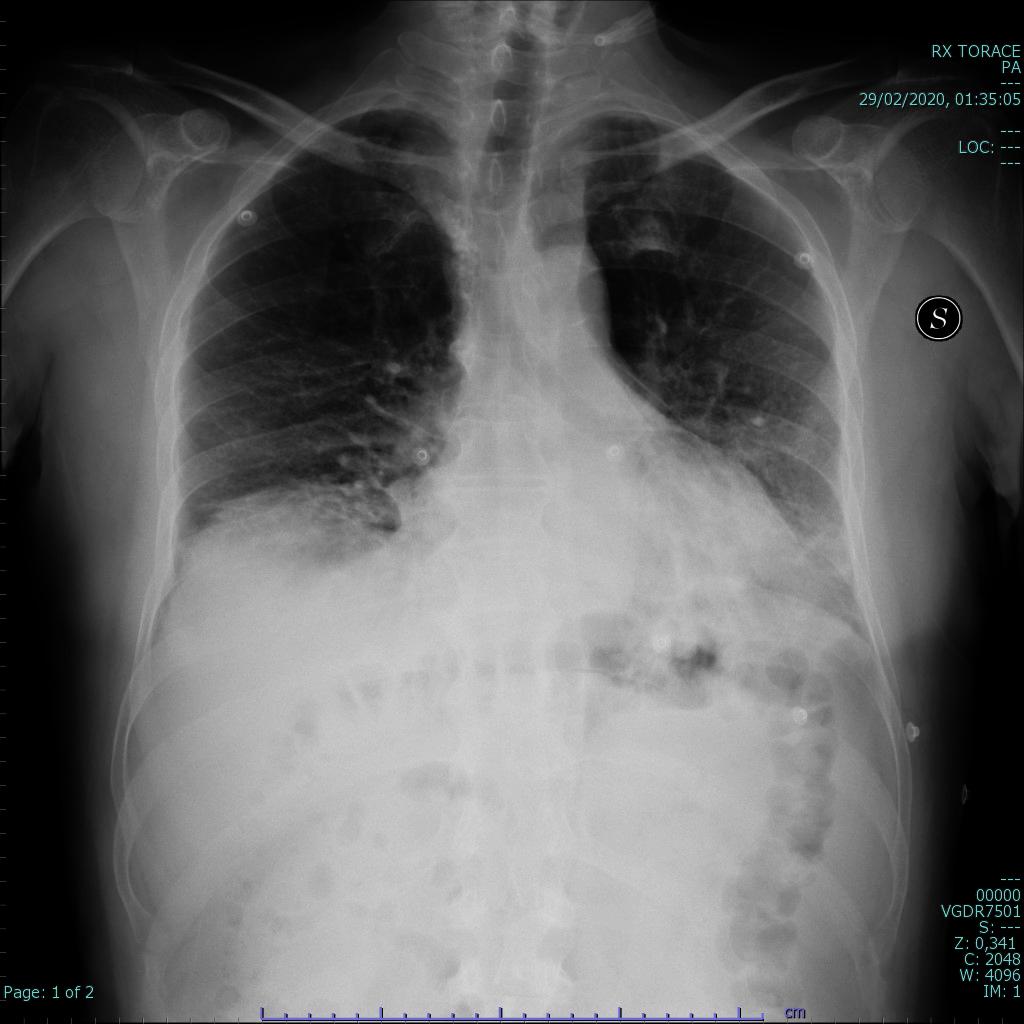 RX TORACE
PA
---
29/02/2020, 01:35:05
---
LOC: ---
---
S
---
00000
VGDR7501
S: ---
Z: 0,341
C: 2048
W: 4096
IM: 1
Page: 1 of 2
cm